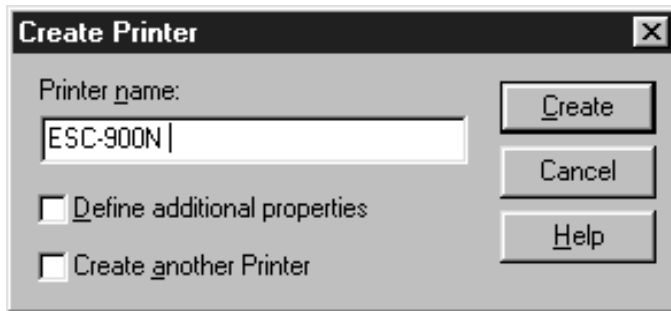 Create Printer
Printer name:
Create
ESC-900N
Cancel
Define additional properties
Help
Create another Printer